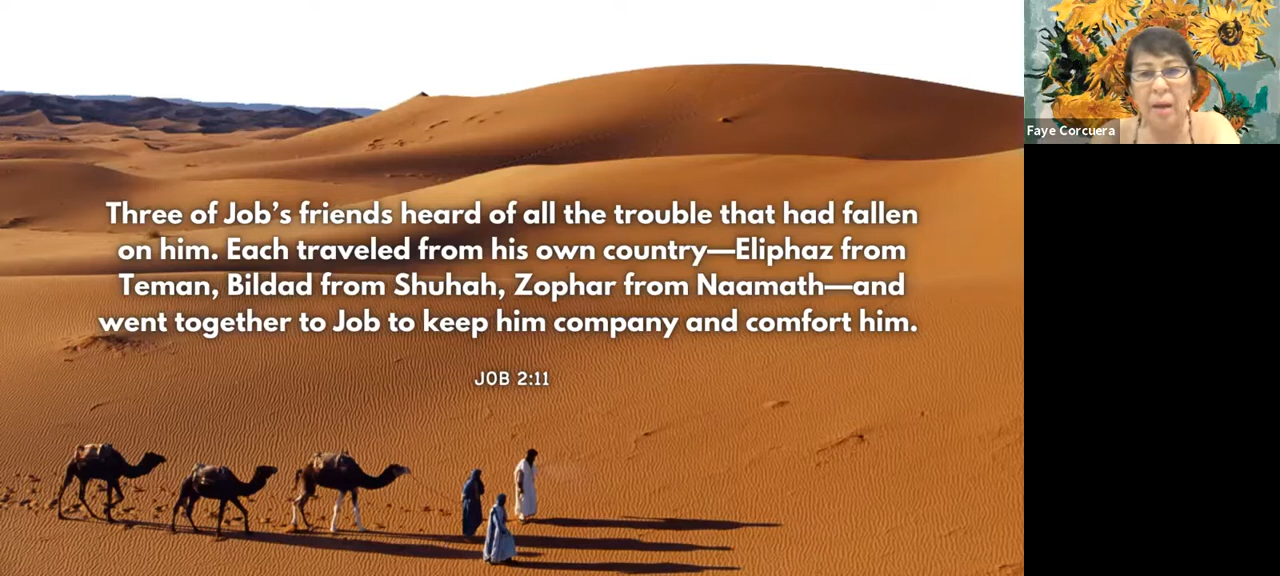 Three of Job’s friends heard of all the trouble that had fallen
on him. Each traveled from his own country—Eliphaz from
Teman, Bildad from Shuhah, Zophar from Naamath—and
went together to Job to keep him company and comfort him.
JOB 2:11
Faye Corcuera